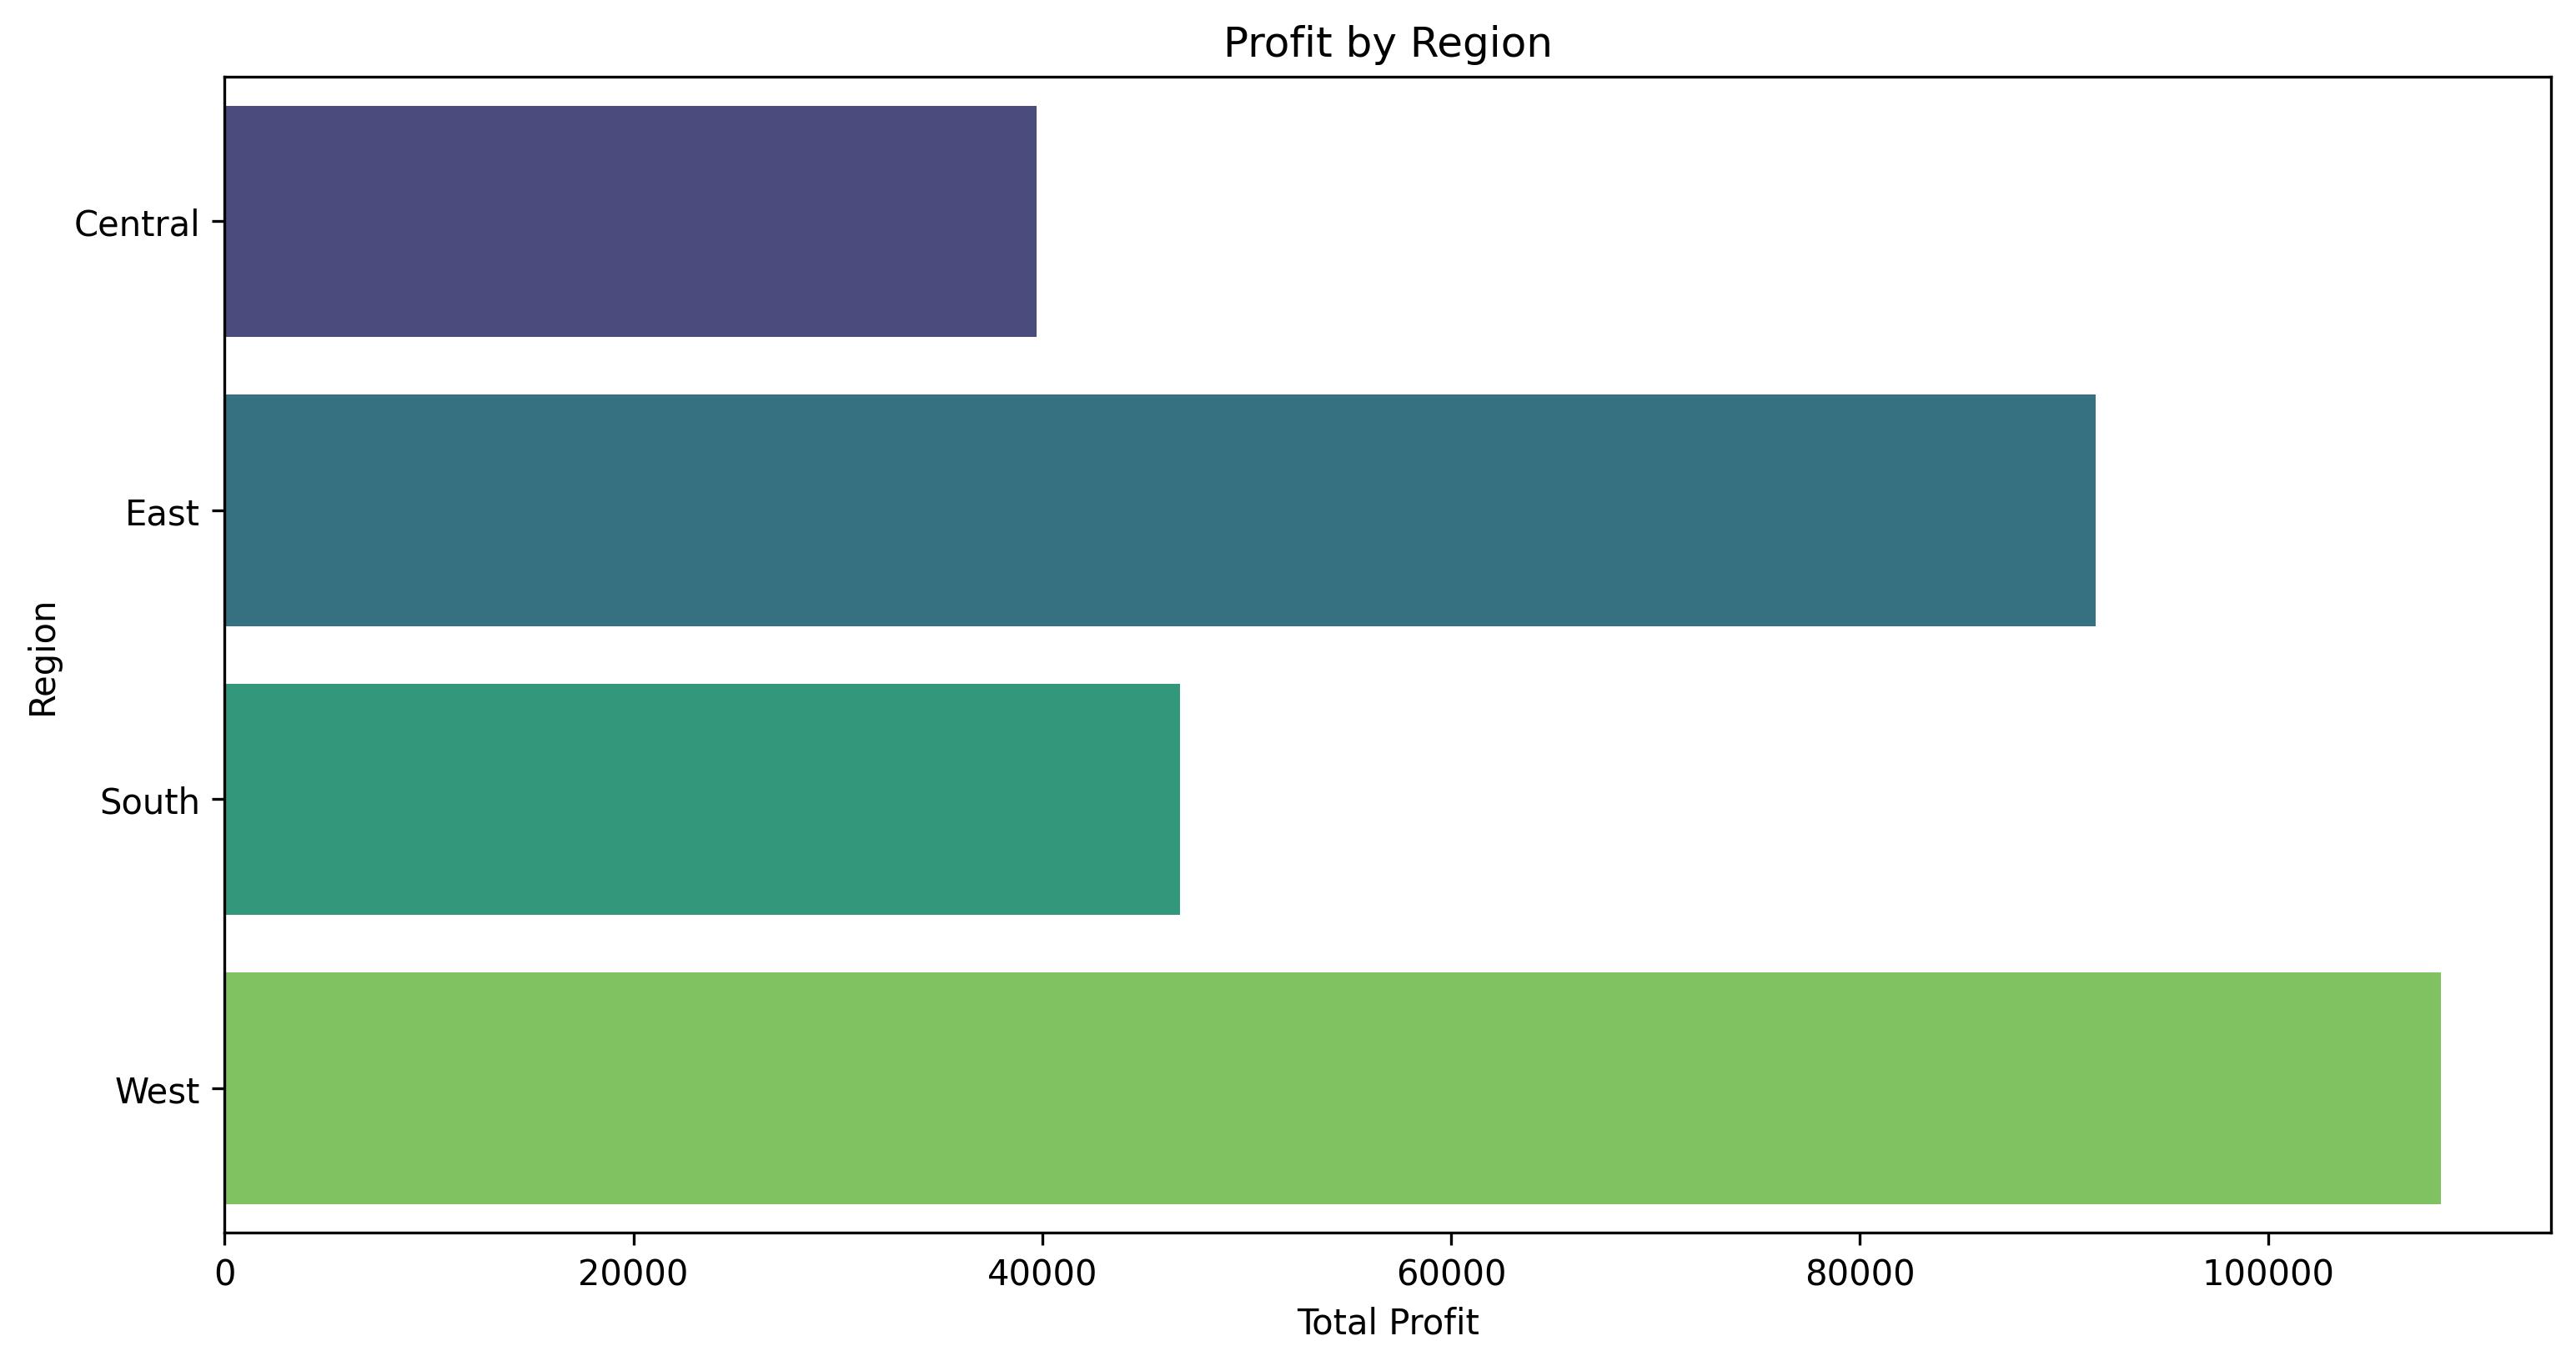 Profit by Region
Central
East
South
West
Region
0 20000 40000 60000 80000 100000
Total Profit